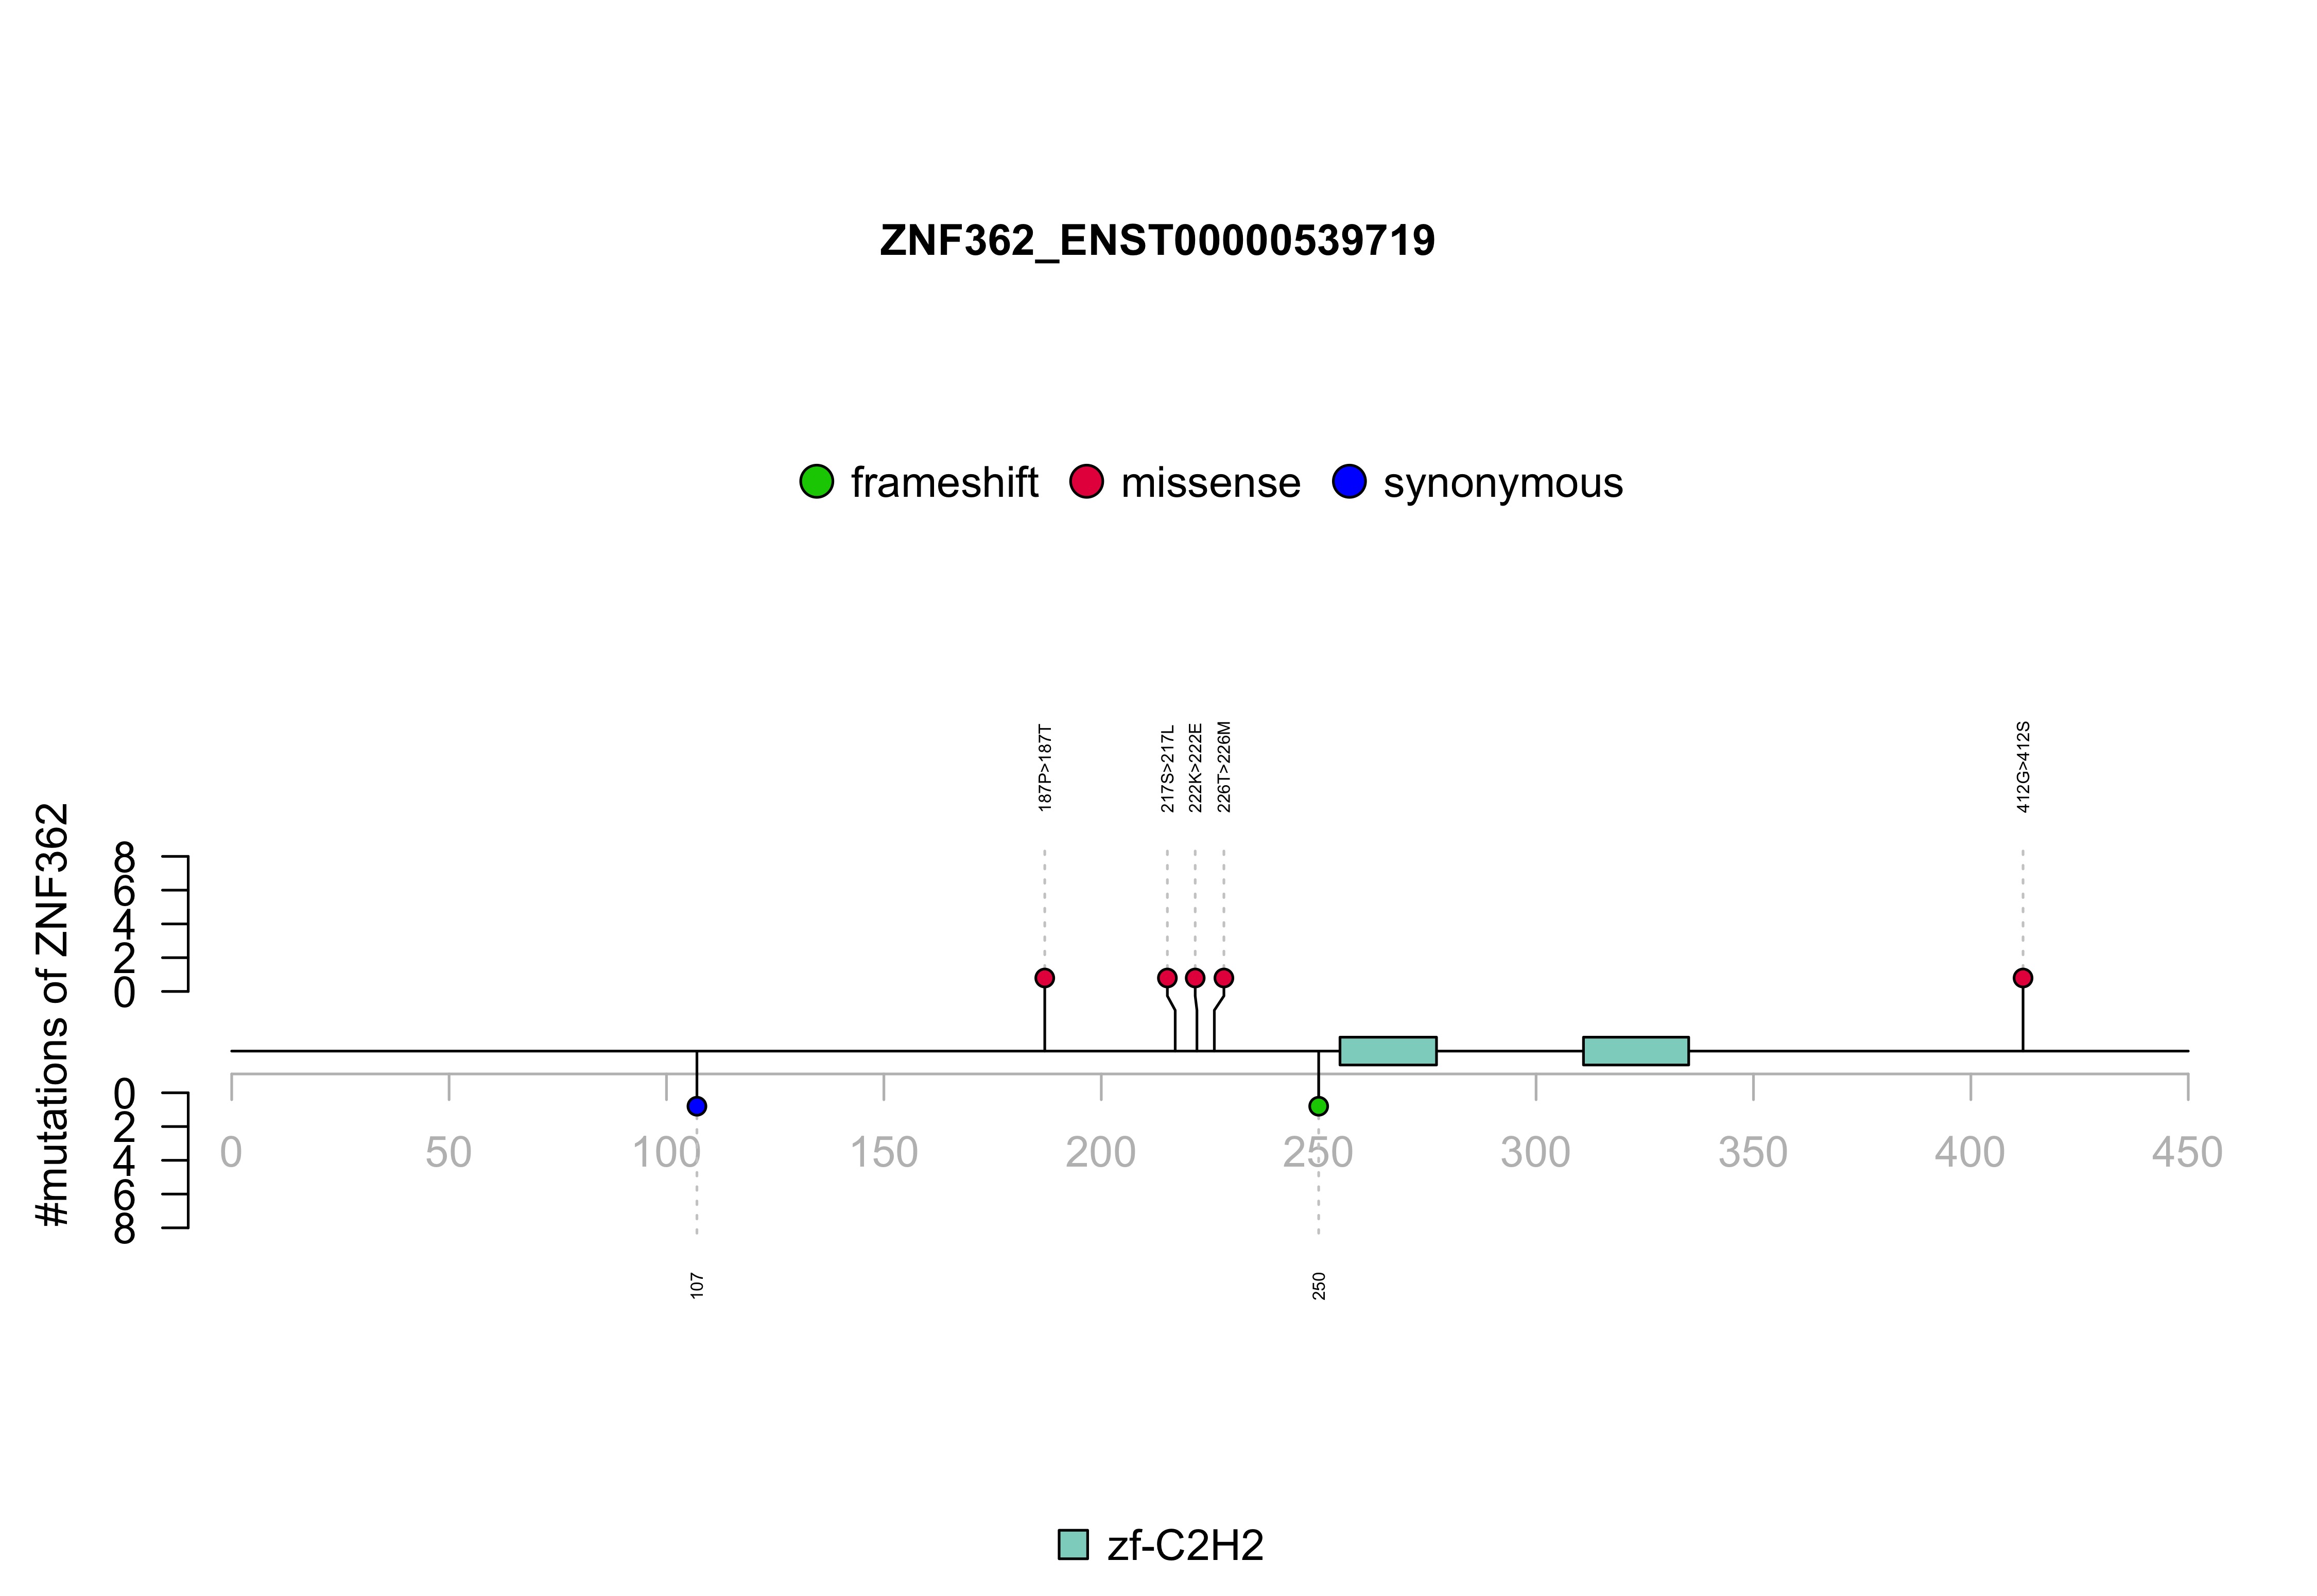 ZNF362_ENST00000539719
frameshift missense synonymous
187P>187T
217S>217L
222K>222E
226T>226M
412G>412S
#mutations of ZNF362
8
6
4
2
0
0
2
4
6
8
0 50 100 150 200 250 300 350 400 450
107
250
zf-C2H2